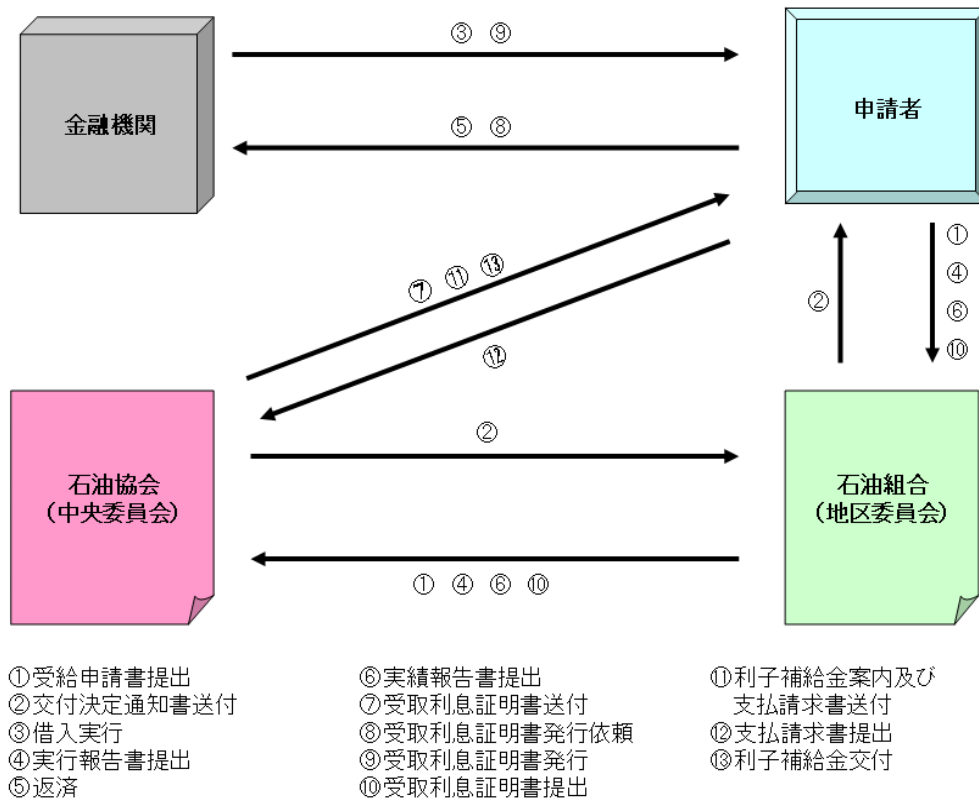 ③ ⑨
金融機関
申請者
⑤ ⑧
①
④
⑥
⑩
②
⑦ ⑪ ⑬
⑫
②
石油協会
（中央委員会）
石油組合
（地区委員会）
① ④ ⑥ ⑩
①受給申請書提出
②交付決定通知書送付
③借入実行
④実行報告書提出
⑤返済
⑥実績報告書提出
⑦受取利息証明書送付
⑧受取利息証明書発行依頼
⑨受取利息証明書発行
⑩受取利息証明書提出
⑪利子補給金案内及び
支払請求書送付
⑫支払請求書提出
⑬利子補給金交付